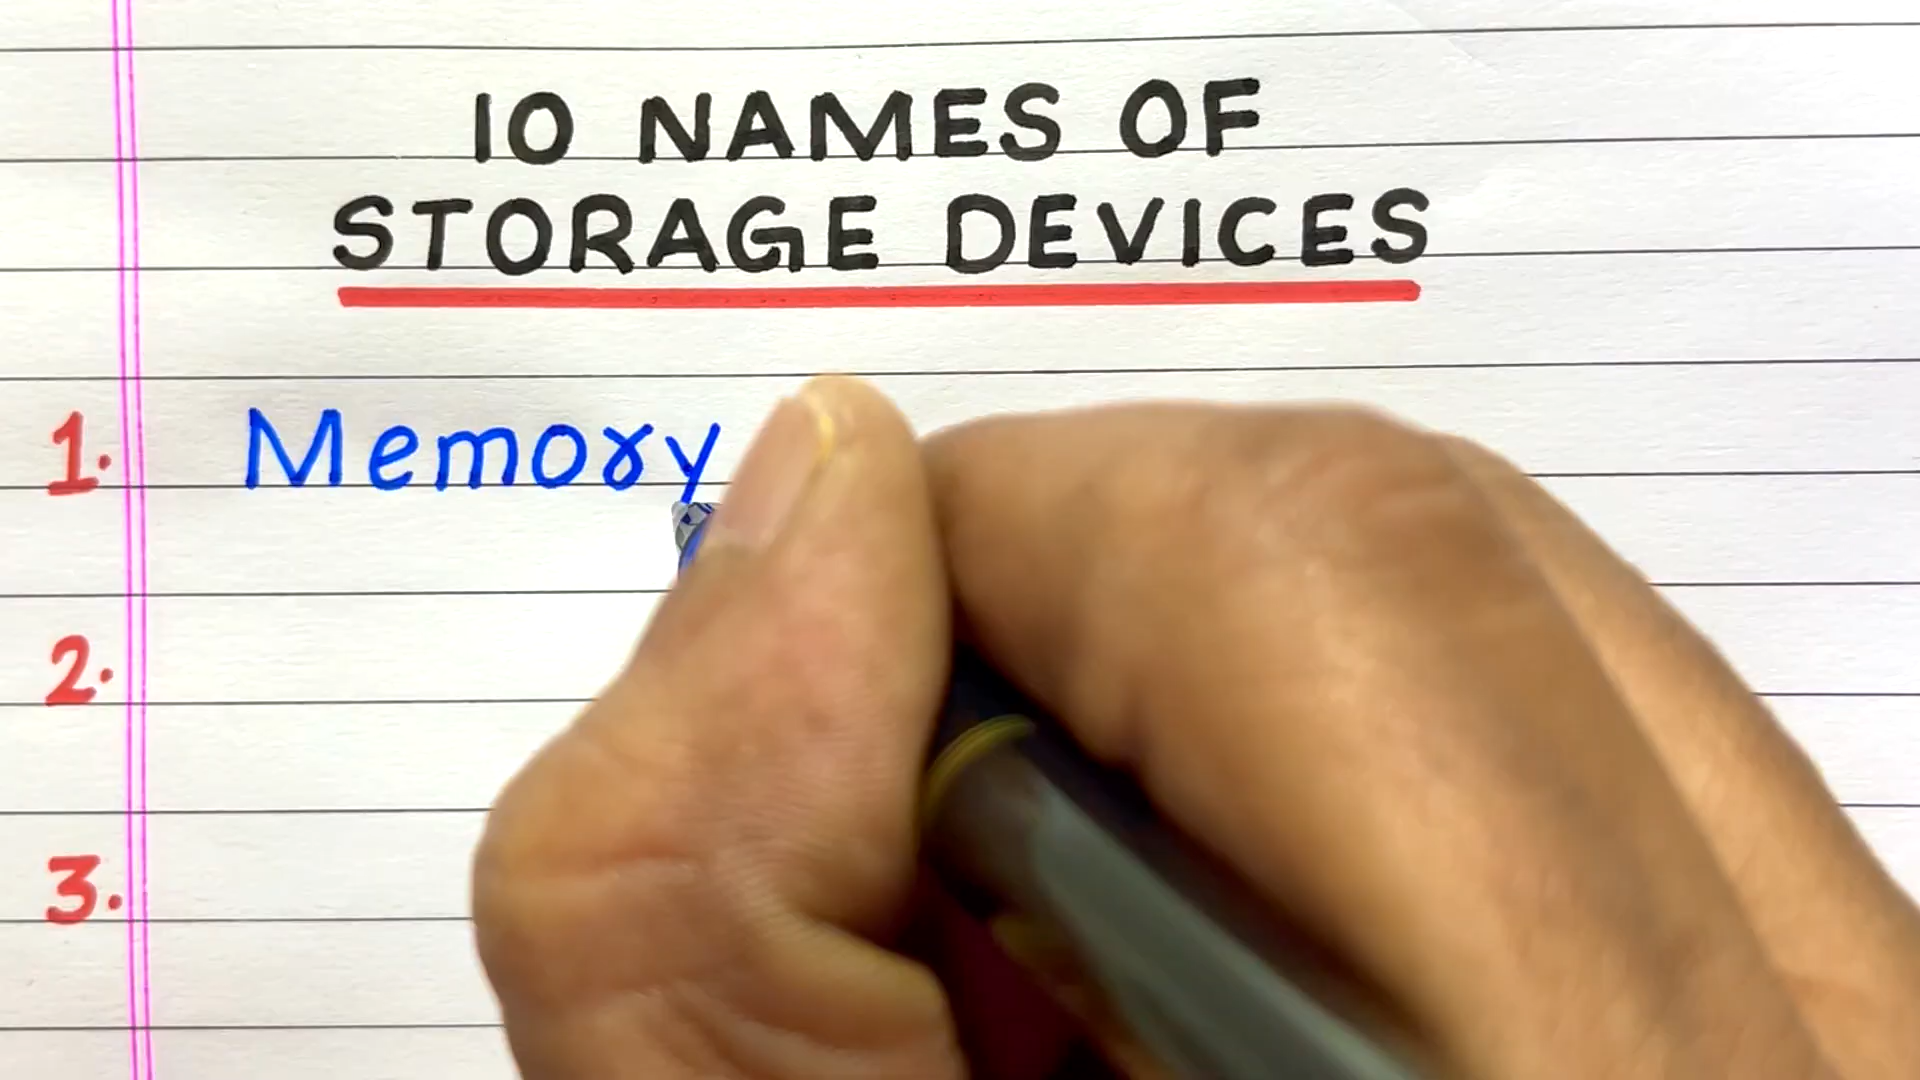 10 NAMES OF
STORAGE DEVICES
1. Memory
2.
3.